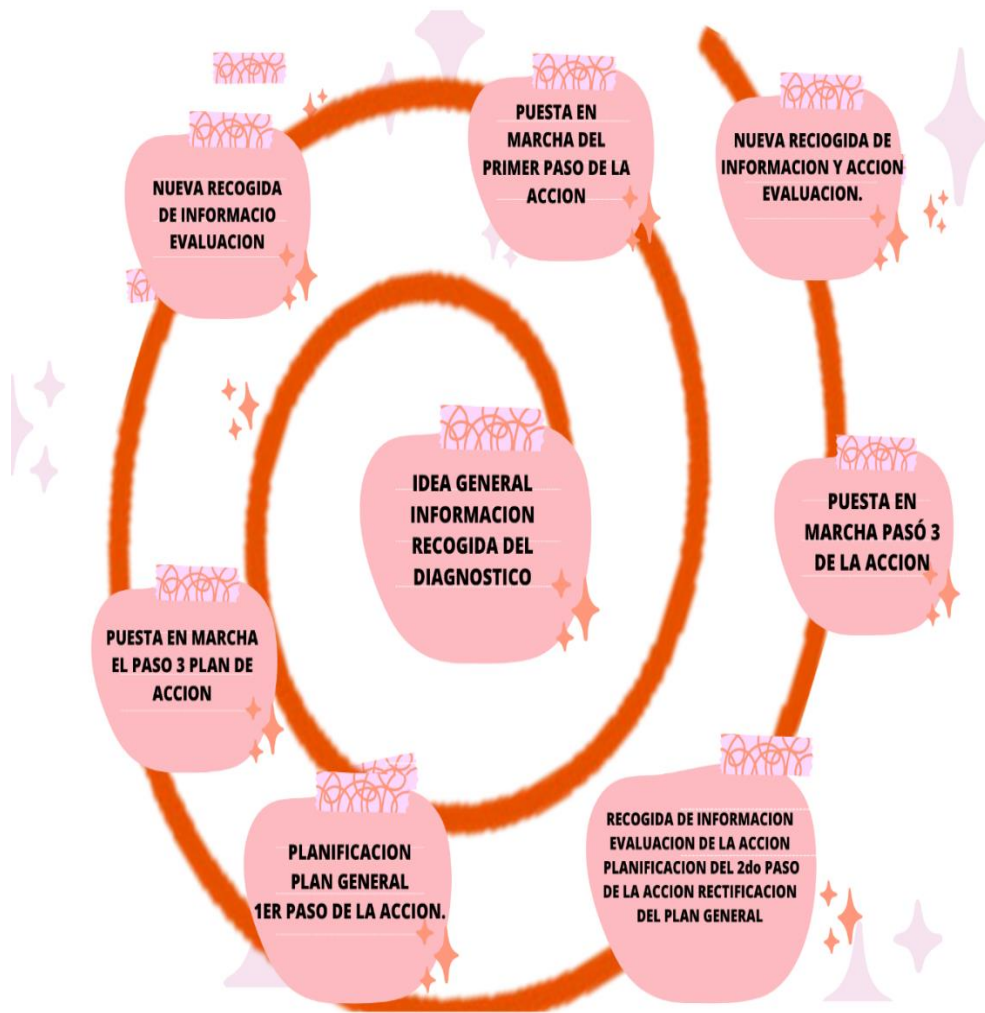 PUESTA EN
MARCHA DEL
PRIMER PASO DE LA
ACCION
NUEVA RECIOGIDA DE
INFORMACION Y ACCION
EVALUACION.
NUEVA RECOGIDA
DE INFORMACIO
EVALUACION
IDEA GENERAL
INFORMACION
RECOGIDA DEL
DIAGNOSTICO
PUESTA EN
MARCHA PASÓ 3
DE LA ACCION
PUESTA EN MARCHA
EL PASO 3 PLAN DE
ACCION
PLANIFICACION
PLAN GENERAL
1ER PASO DE LA ACCION.
RECOGIDA DE INFORMACION
EVALUACION DE LA ACCION
PLANIFICACION DEL 2do PASO
DE LA ACCION RECTIFICACION
DEL PLAN GENERAL